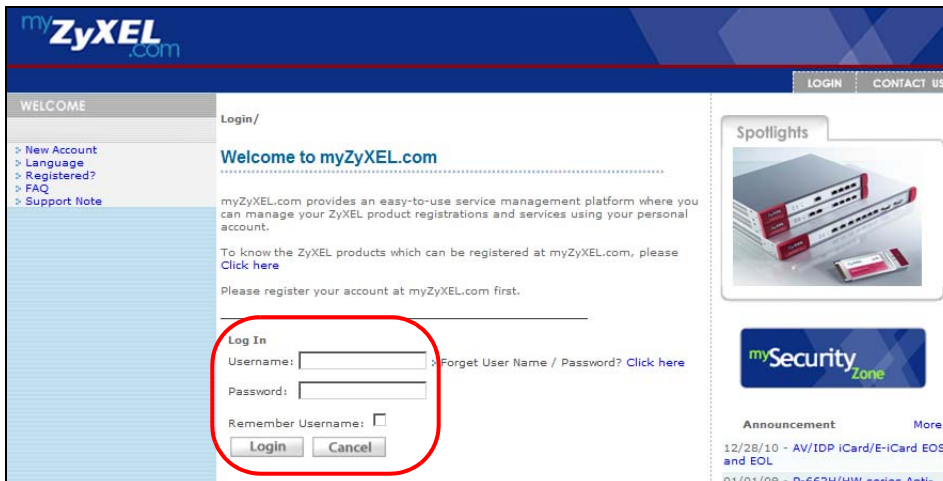 myZyXEL.com
LOGIN CONTACT US
WELCOME
> New Account
> Language
> Registered?
> FAQ
> Support Note
Login/
Welcome to myZyXEL.com
myZyXEL.com provides an easy-to-use service management platform where you
can manage your ZyXEL product registrations and services using your personal
account.
To know the ZyXEL products which can be registered at myZyXEL.com, please
Click here
Please register your account at myZyXEL.com first.
Log In
Username: > Forget User Name / Password? Click here
Password:
Remember Username:
Login Cancel
Spotlights
mySecurity
Zone
Announcement More
12/28/10 - AV/IDP iCard/E-iCard EOS
and EOL